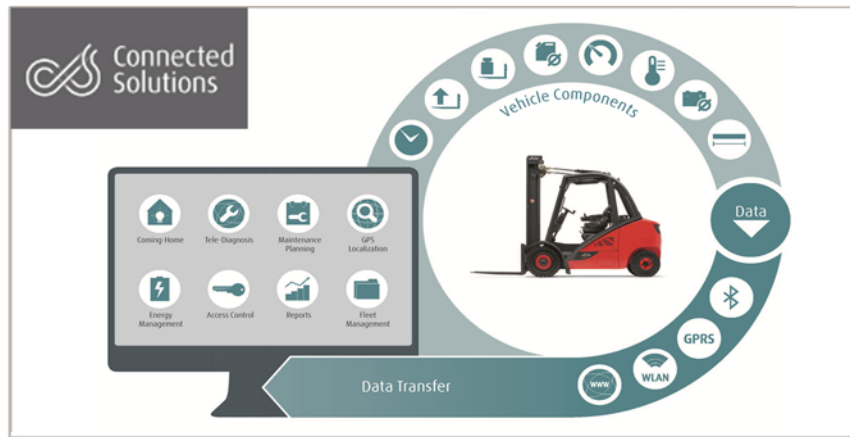 Connected
Solutions
Vehicle Components
Data
Coming-Home
Tele-Diagnosis
Maintenance
Planning
GPS
Localization
Energy
Management
Access Control
Reports
Fleet
Management
GPRS
WLAN
WWW
Data Transfer